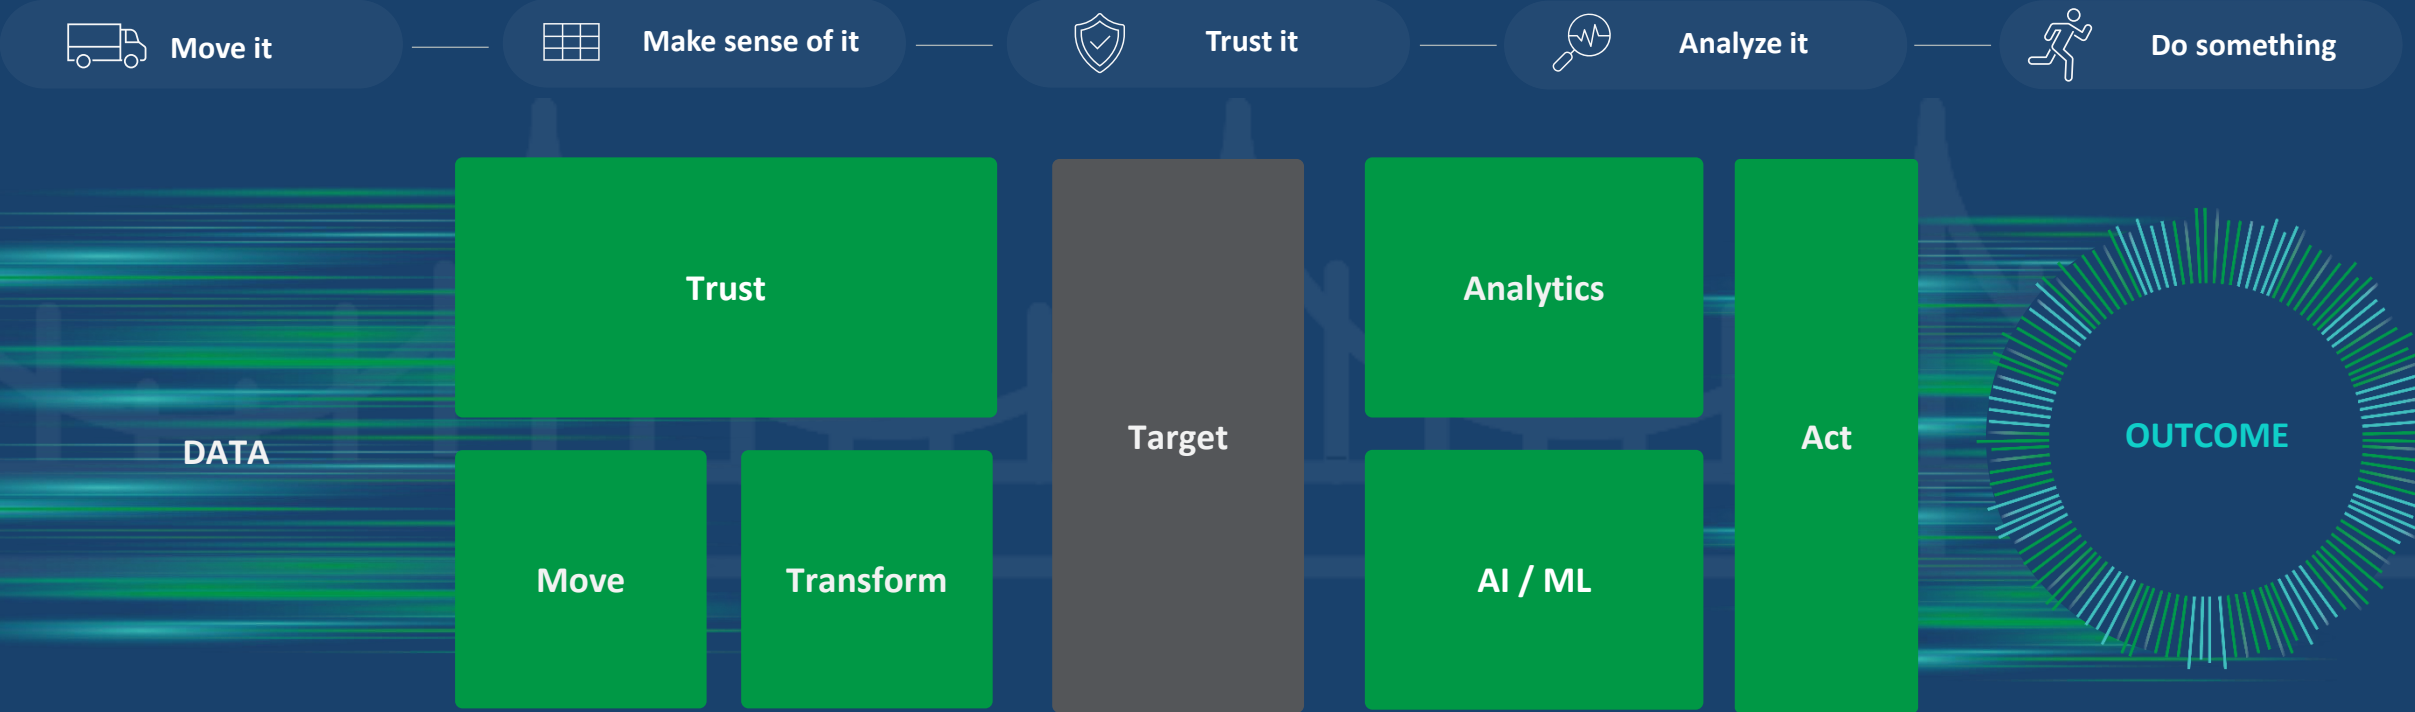 Move it
Make sense of it
Trust it
Analyze it
Do something
Trust
Analytics
DATA
Target
Act
OUTCOME
Move
Transform
AI / ML